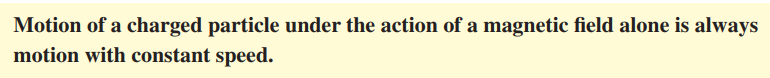 Motion of a charged particle under the action of a magnetic field alone is always
motion with constant speed.